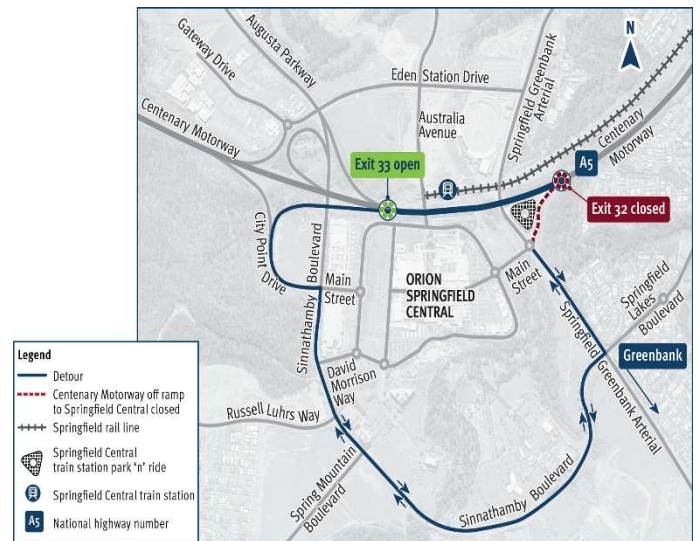 Gateway Drive
Augusta Parkway
Eden Station Drive
Springfield Greenbank
Arterial
N
Centenary Motorway
Australia
Avenue
Centenary
Motorway
A5
Exit 33 open
Exit 32 closed
City Point
Drive
Sinnathamby
Boulevard
Main
Street
ORION
SPRINGFIELD
CENTRAL
Main
Street
Springfield
Lakes
Boulevard
Springfield Greenbank Arterial
Greenbank
David
Morrison
Way
Russell Luhrs Way
Spring Mountain
Boulevard
Sinnathamby Boulevard
Legend
Detour
Centenary Motorway off ramp
to Springfield Central closed
Springfield rail line
Springfield Central
train station park 'n' ride
Springfield Central train station
A5
National highway number